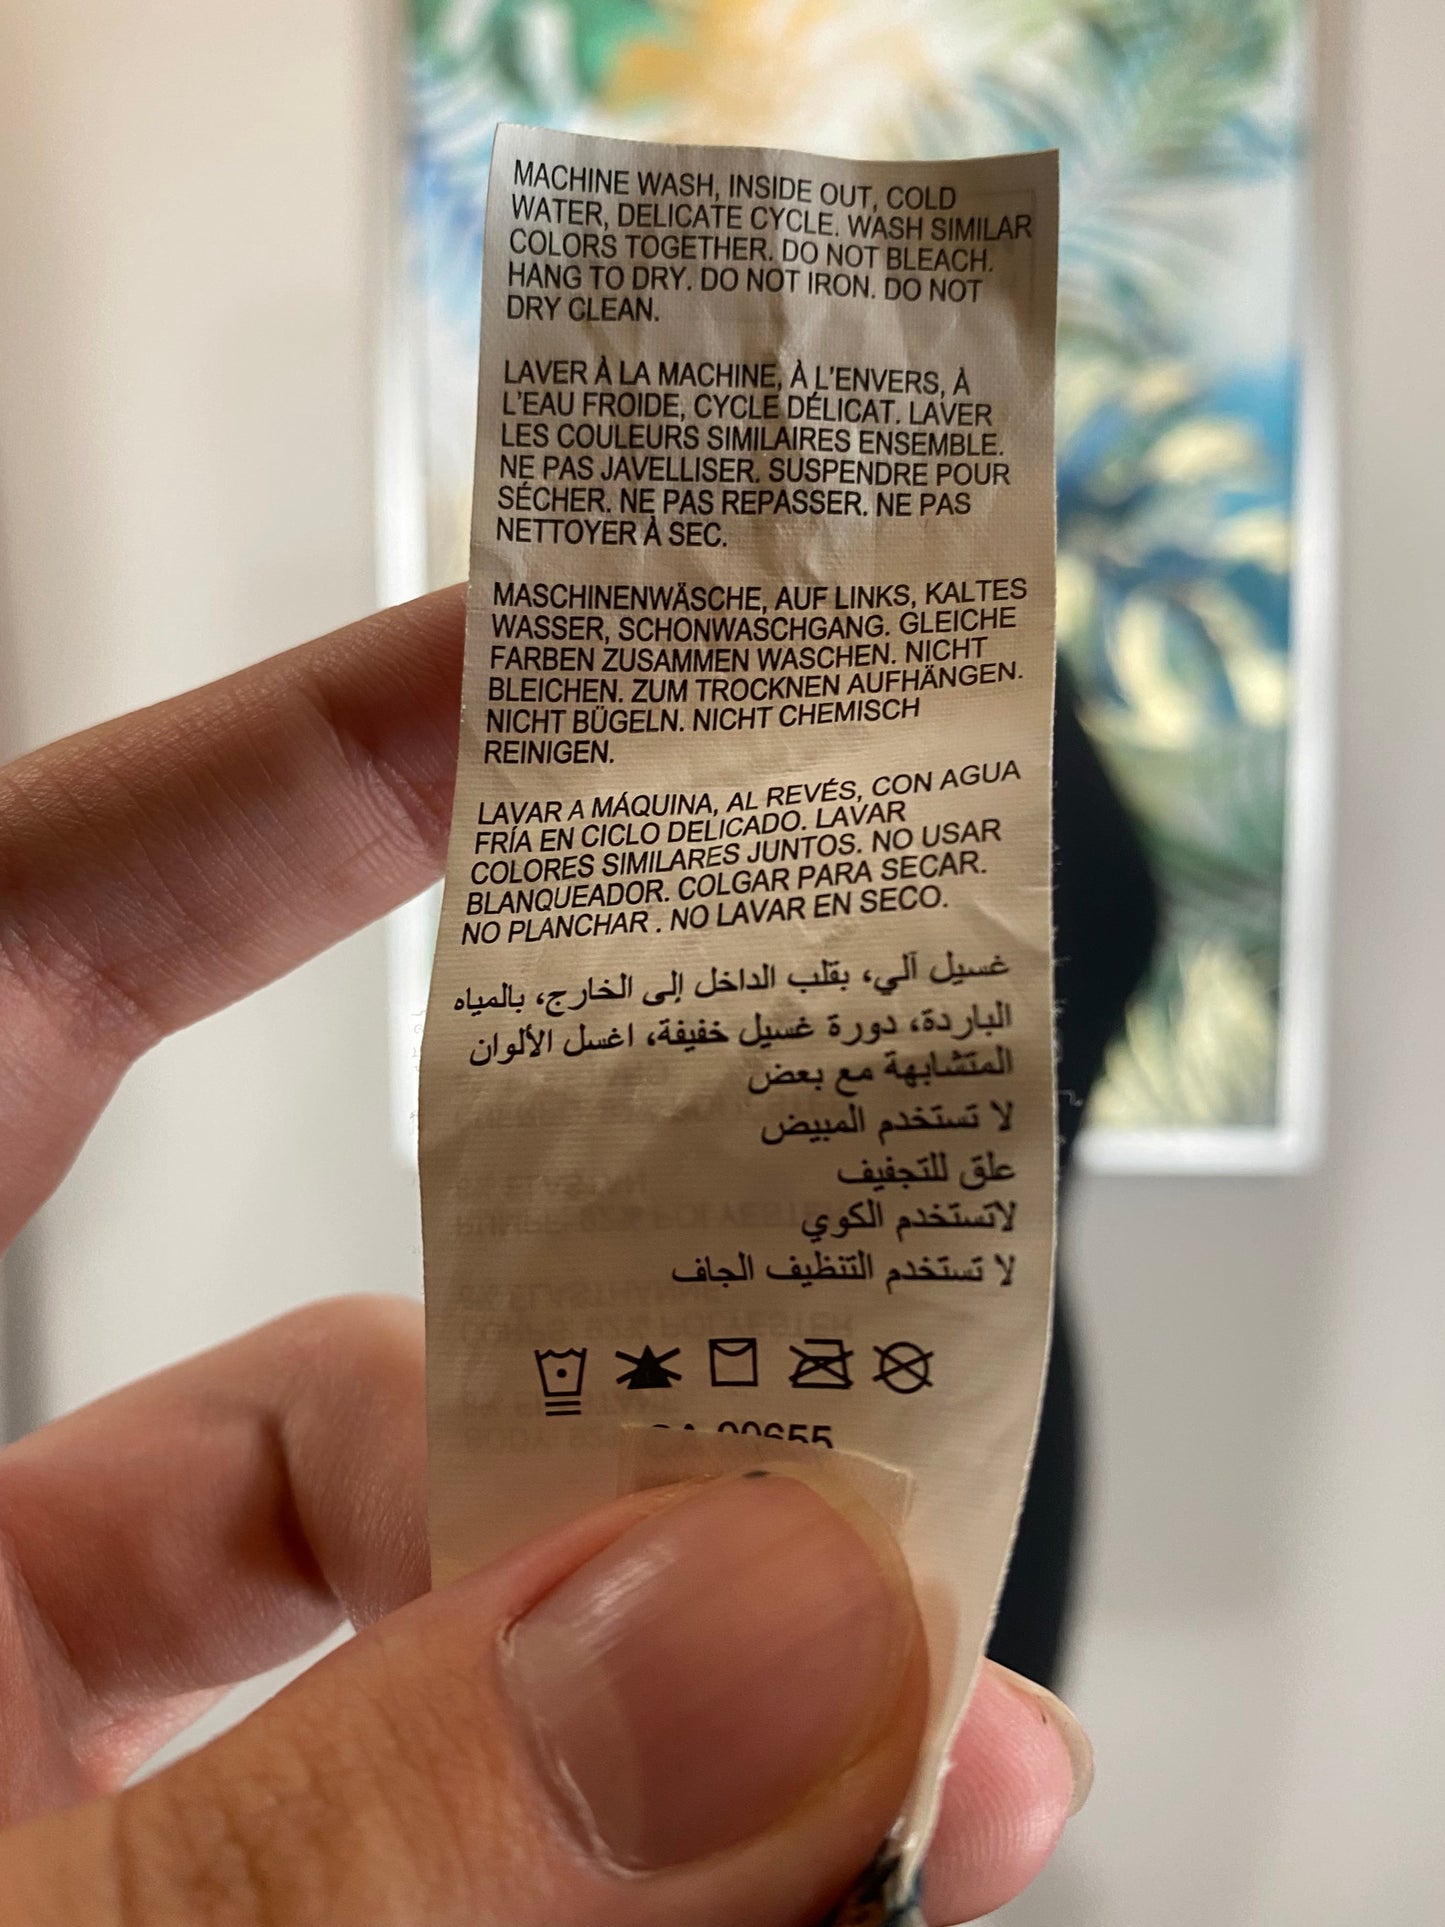 MACHINE WASH, INSIDE OUT, COLD
WATER, DELICATE CYCLE. WASH SIMILAR
COLORS TOGETHER. DO NOT BLEACH.
HANG TO DRY. DO NOT IRON. DO NOT
DRY CLEAN.
LAVER À LA MACHINE, À L'ENVERS, À
L'EAU FROIDE, CYCLE DÉLICAT. LAVER
LES COULEURS SIMILAIRES ENSEMBLE.
NE PAS JAVELLISER. SUSPENDRE POUR
SÉCHER. NE PAS REPASSER. NE PAS
NETTOYER À SEC.
MASCHINENWÄSCHE, AUF LINKS, KALTES
WASSER, SCHONWASCHGANG. GLEICHE
FARBEN ZUSAMMEN WASCHEN. NICHT
BLEICHEN. ZUM TROCKNEN AUFHÄNGEN.
NICHT BÜGELN. NICHT CHEMISCH
REINIGEN.
LAVAR A MÁQUINA, AL REVÉS, CON AGUA
FRÍA EN CICLO DELICADO. LAVAR
COLORES SIMILARES JUNTOS. NO USAR
BLANQUEADOR. COLGAR PARA SECAR.
NO PLANCHAR . NO LAVAR EN SECO.
غسيل آلي، بقلب الداخل إلى الخارج، بالمياه
الباردة، دورة غسيل خفيفة، اغسل الألوان
المتشابهة مع بعض
لا تستخدم المبيض
علق للتجفيف
لاتستخدم الكوي
لا تستخدم التنظيف الجاف